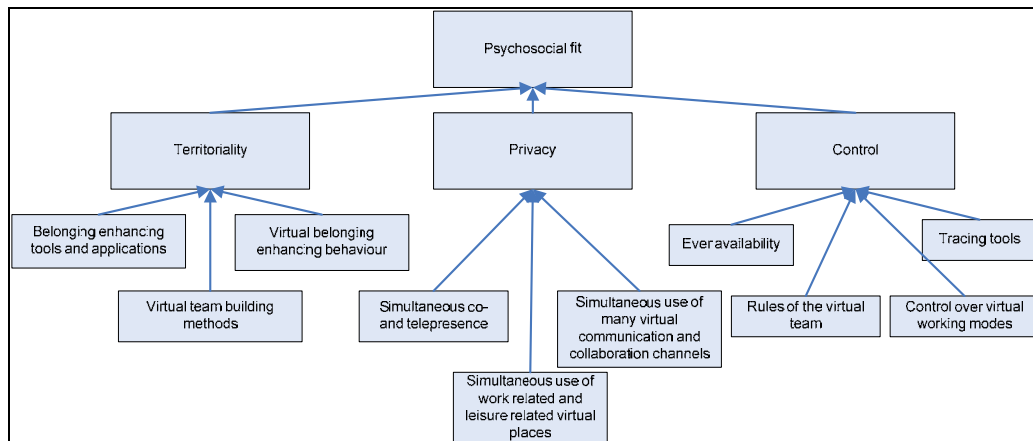 Psychosocial fit
Territoriality
Privacy
Control
Belonging enhancing
tools and applications
Virtual belonging
enhancing behaviour
Ever availability
Tracing tools
Virtual team building
methods
Simultaneous co-
and telepresence
Simultaneous use of
many virtual
communication and
collaboration channels
Rules of the virtual
team
Control over virtual
working modes
Simultaneous use of
work related and
leisure related virtual
places